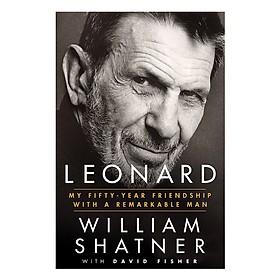 LEONARD
MY FIFTY-YEAR FRIENDSHIP
WITH A REMARKABLE MAN
WILLIAM
SHATNER
WITH DAVID FISHER